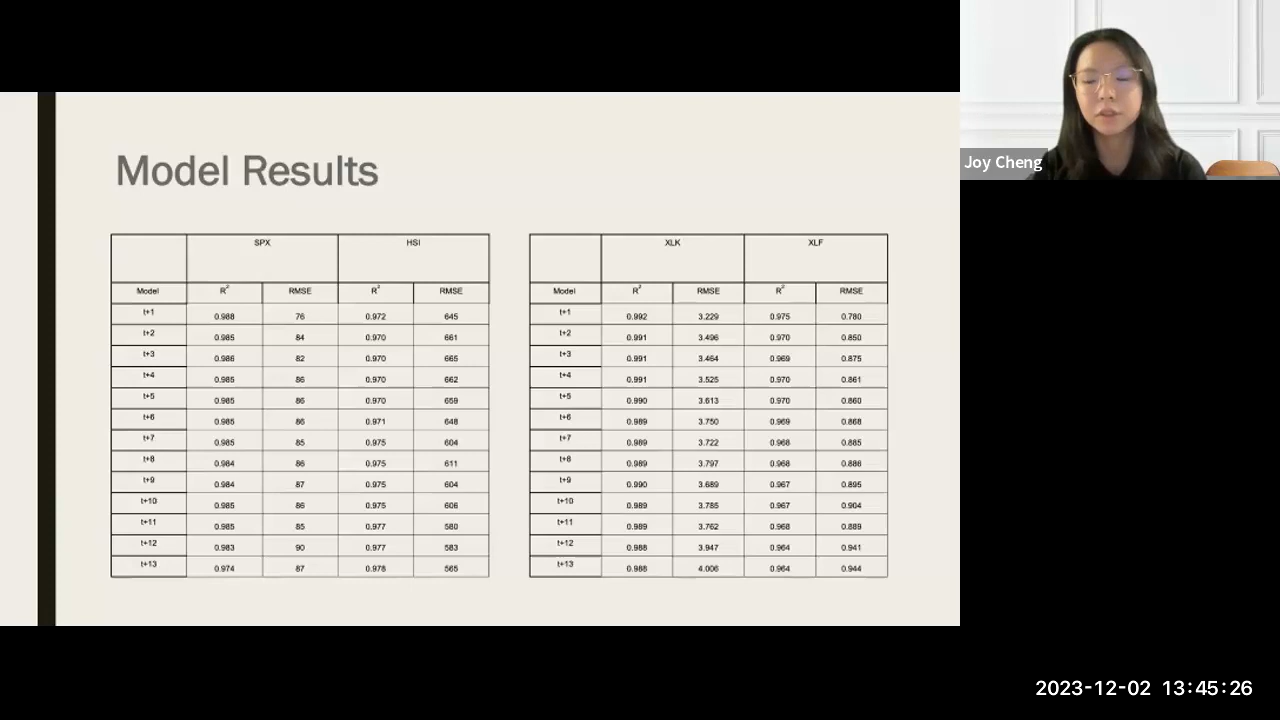 Model Results
SPX HSI
Model R² RMSE R² RMSE
t+1 0.988 76 0.972 645
t+2 0.985 84 0.970 661
t+3 0.986 82 0.970 665
t+4 0.985 86 0.970 662
t+5 0.985 86 0.970 659
t+6 0.985 86 0.971 648
t+7 0.985 85 0.975 604
t+8 0.984 86 0.975 611
t+9 0.984 87 0.975 604
t+10 0.985 86 0.975 606
t+11 0.985 85 0.977 580
t+12 0.983 90 0.977 583
t+13 0.974 87 0.978 565
XLK XLF
Model R² RMSE R² RMSE
t+1 0.992 3.229 0.975 0.780
t+2 0.991 3.496 0.970 0.850
t+3 0.991 3.464 0.969 0.875
t+4 0.991 3.525 0.970 0.861
t+5 0.990 3.613 0.970 0.860
t+6 0.989 3.750 0.969 0.868
t+7 0.989 3.722 0.968 0.885
t+8 0.989 3.797 0.968 0.886
t+9 0.990 3.689 0.967 0.895
t+10 0.989 3.785 0.967 0.904
t+11 0.989 3.762 0.968 0.889
t+12 0.988 3.947 0.964 0.941
t+13 0.988 4.006 0.964 0.944
Joy Cheng
2023-12-02 13:45:26